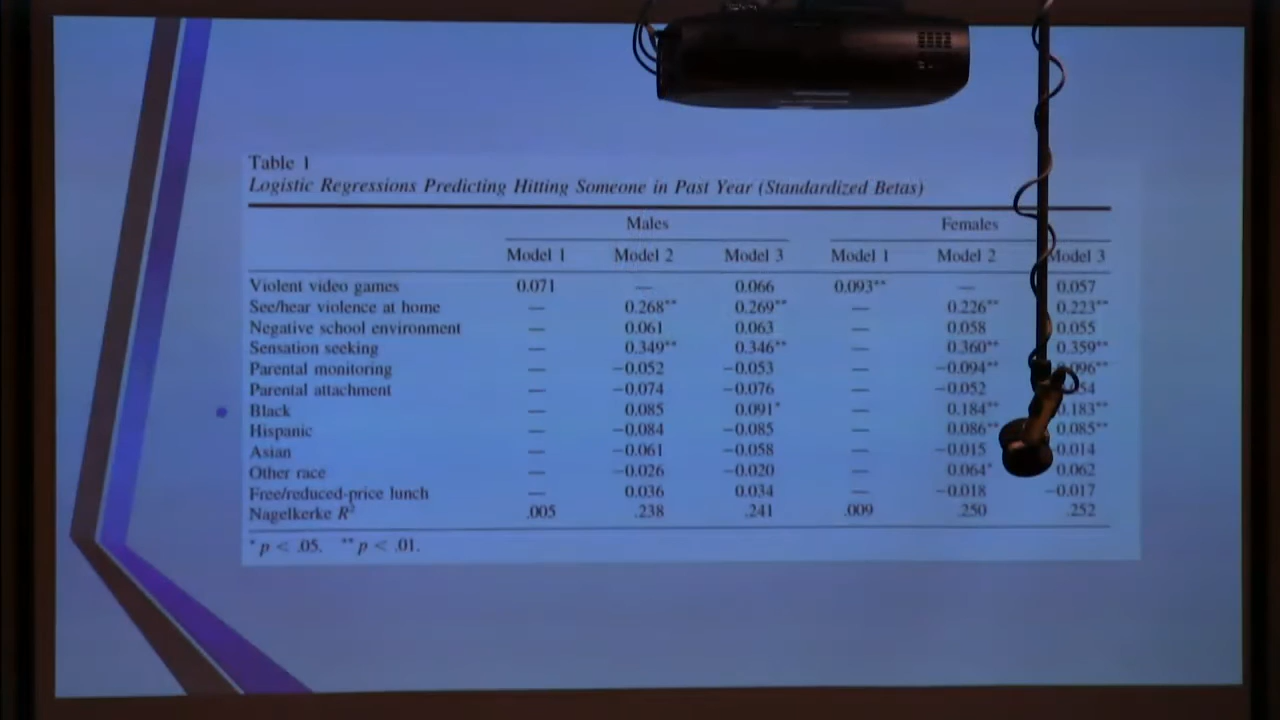 Table 1
Logistic Regressions Predicting Hitting Someone in Past Year (Standardized Betas)
Males Females
Model 1 Model 2 Model 3 Model 1 Model 2 Model 3
Violent video games 0.071 — 0.066 0.093** — 0.057
See/hear violence at home — 0.268** 0.269** — 0.226** 0.223**
Negative school environment — 0.061 0.063 — 0.058 0.055
Sensation seeking — 0.349** 0.346** — 0.360** 0.359**
Parental monitoring — −0.052 −0.053 — −0.094**
Parental attachment — −0.074 −0.076 — −0.052
Black — 0.085 0.091* — 0.184** 0.183**
Hispanic — −0.084 −0.085 — 0.086** 0.085**
Asian — −0.061 −0.058 — −0.015
Other race — −0.026 −0.020 — 0.064* 0.062
Free/reduced-price lunch — 0.036 0.034 — −0.018 −0.017
Nagelkerke R² .005 .238 .241 .009 .250 .252
* p < .05. ** p < .01.